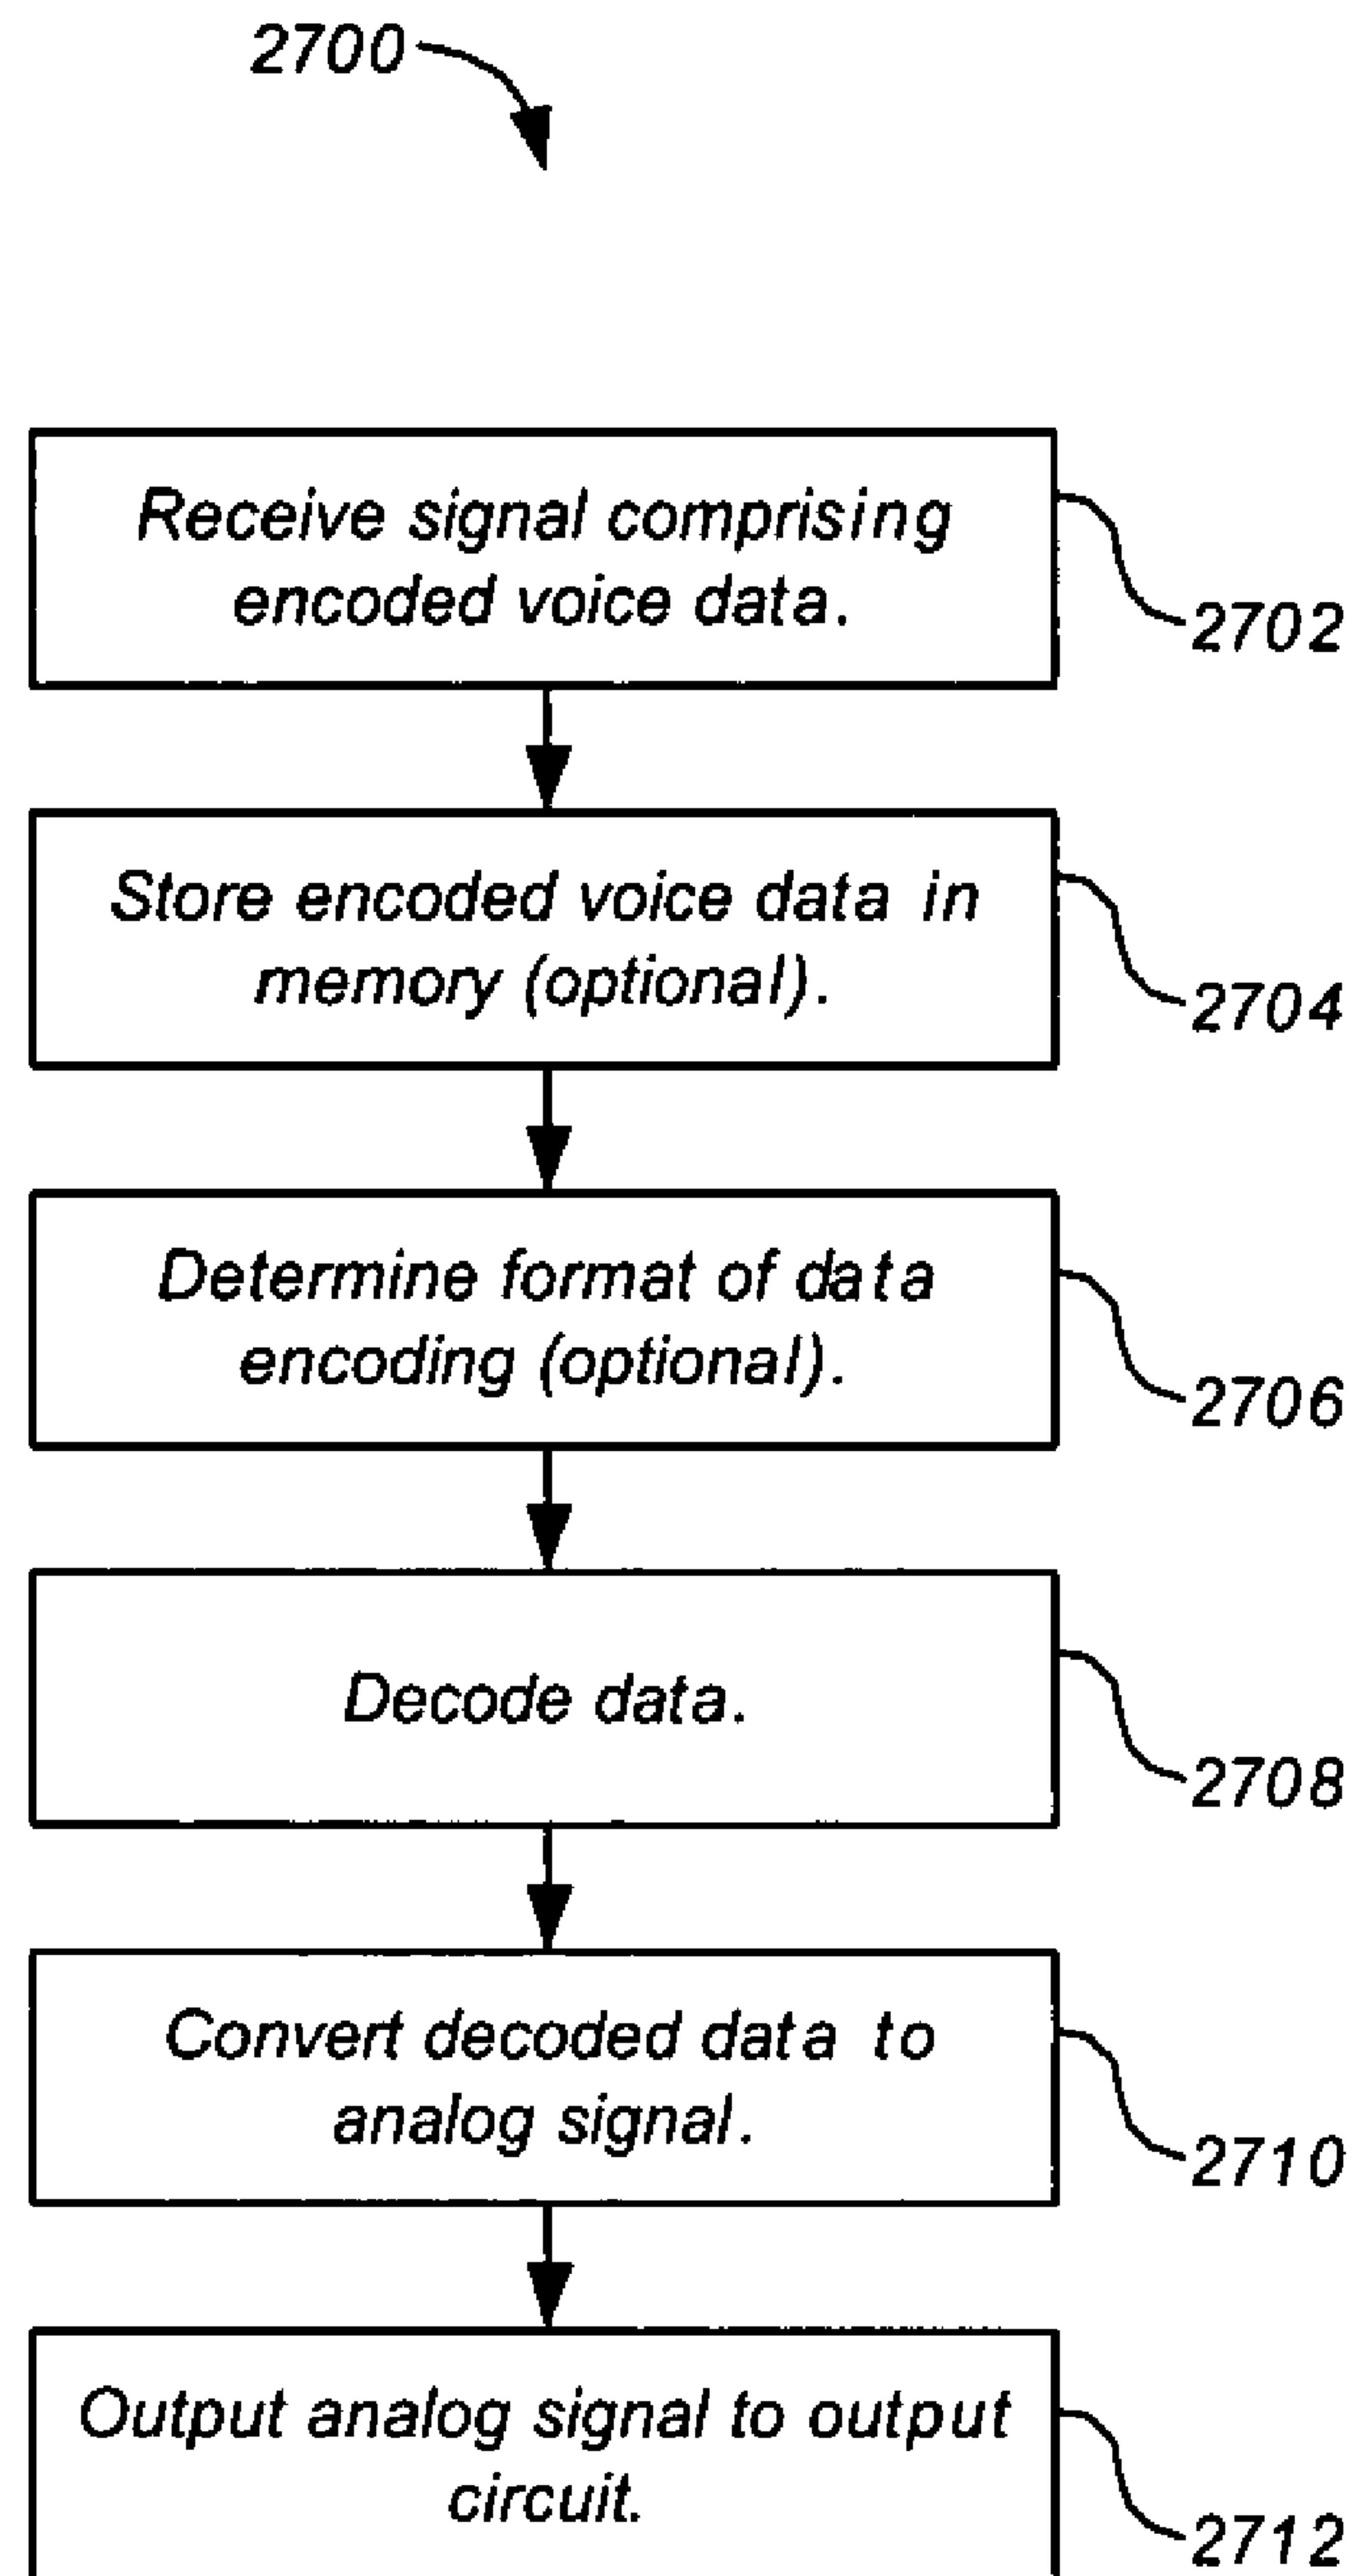 2700
Receive signal comprising
encoded voice data.
2702
Store encoded voice data in
memory (optional).
2704
Determine format of data
encoding (optional).
2706
Decode data.
2708
Convert decoded data to
analog signal.
2710
Output analog signal to output
circuit.
2712